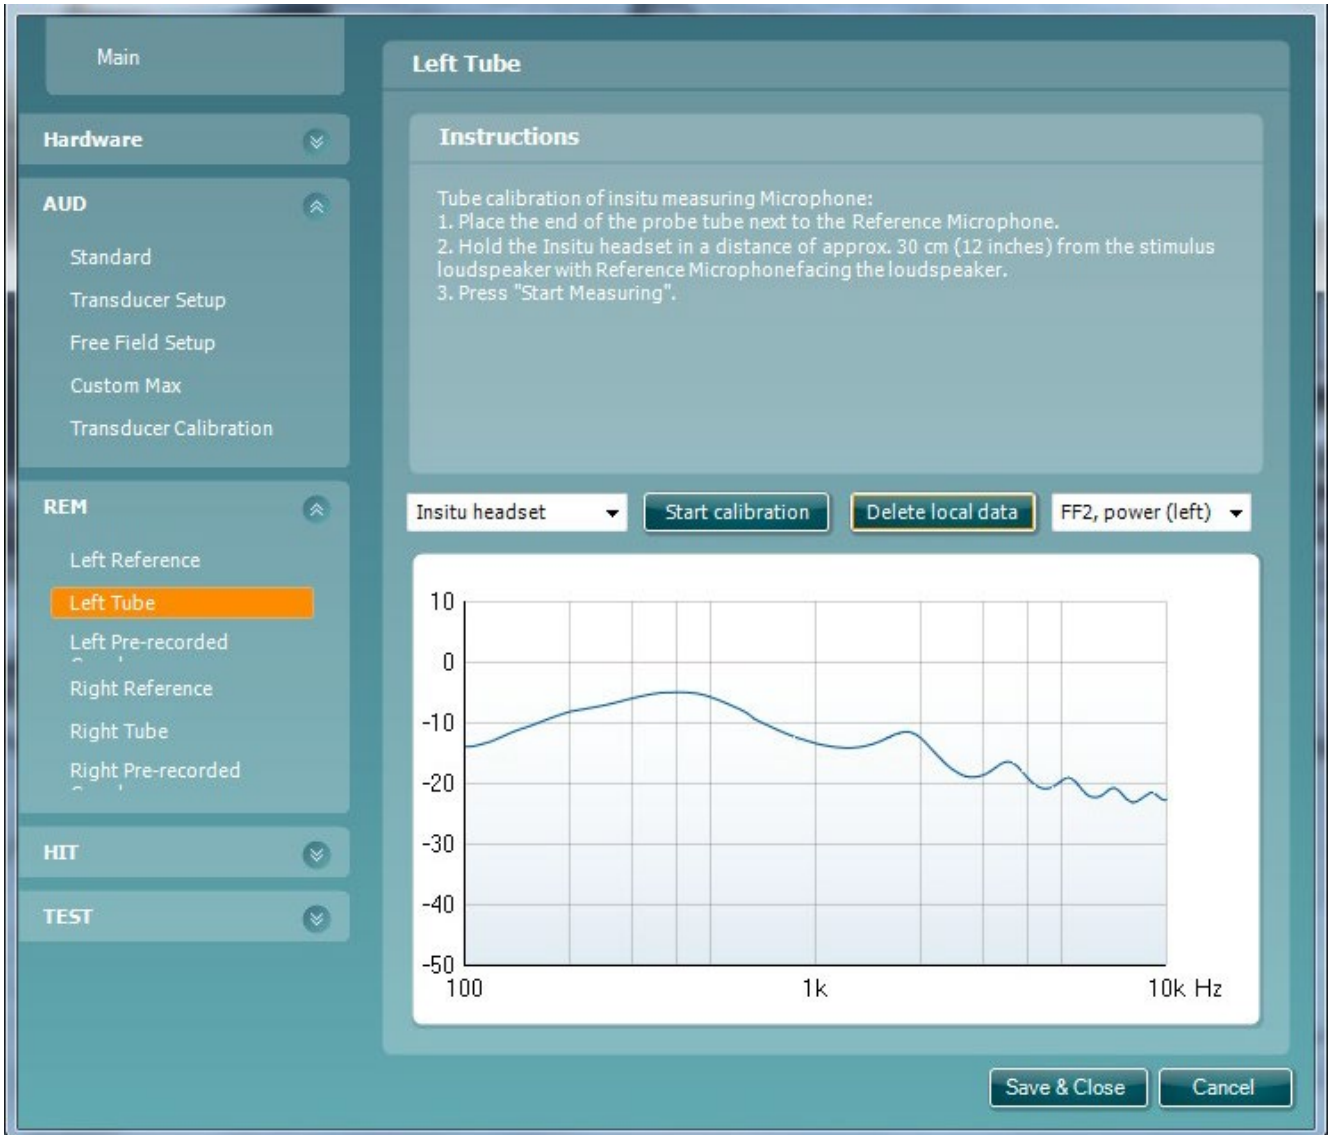 Main
Hardware
AUD
Standard
Transducer Setup
Free Field Setup
Custom Max
Transducer Calibration
REM
Left Reference
Left Tube
Left Pre-recorded
Right Reference
Right Tube
Right Pre-recorded
HIT
TEST
Left Tube
Instructions
Tube calibration of insitu measuring Microphone:
1. Place the end of the probe tube next to the Reference Microphone.
2. Hold the Insitu headset in a distance of approx. 30 cm (12 inches) from the stimulus
loudspeaker with Reference Microphonefacing the loudspeaker.
3. Press "Start Measuring".
Insitu headset
Start calibration
Delete local data
FF2, power (left)
10
0
-10
-20
-30
-40
-50
100
1k
10k Hz
Save & Close
Cancel